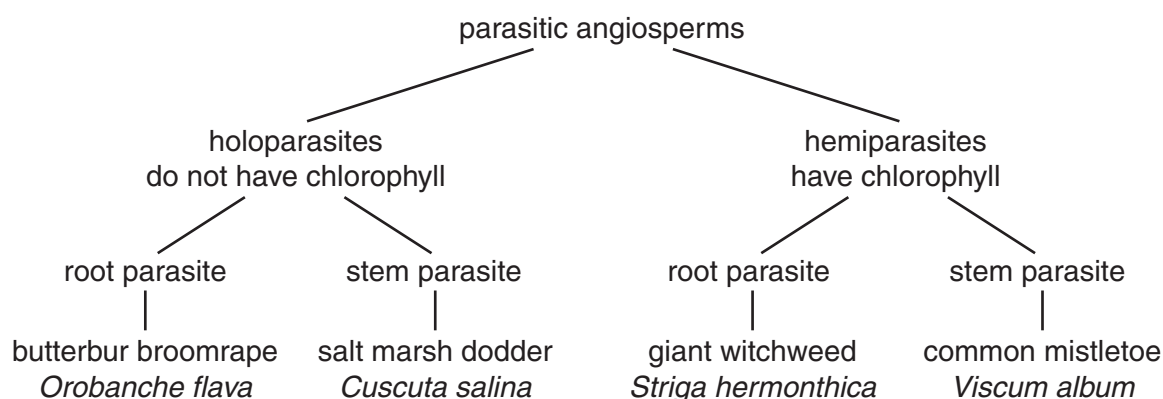 parasitic angiosperms
holoparasites
do not have chlorophyll
hemiparasites
have chlorophyll
root parasite
stem parasite
root parasite
stem parasite
butterbur broomrape
Orobanche flava
salt marsh dodder
Cuscuta salina
giant witchweed
Striga hermonthica
common mistletoe
Viscum album